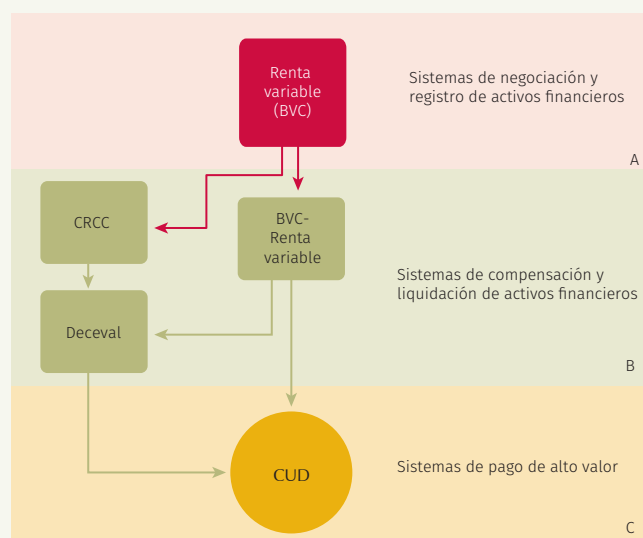 Renta
variable
(BVC)
Sistemas de negociación y
registro de activos financieros
A
CRCC
BVC-
Renta
variable
Sistemas de compensación y
liquidación de activos financieros
Deceval
B
CUD
Sistemas de pago de alto valor
C